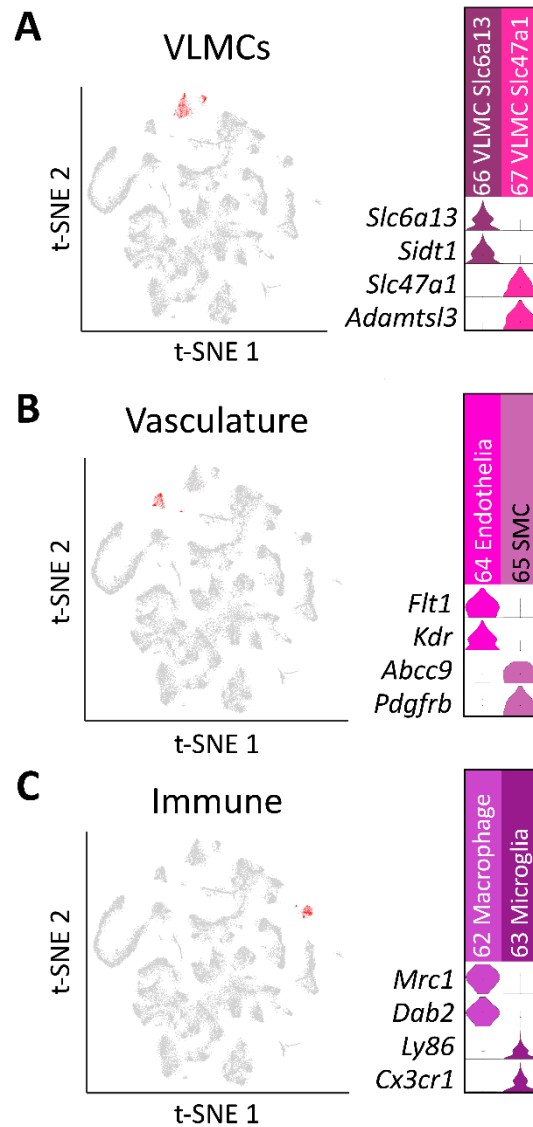 A
VLMCs
t-SNE 2
t-SNE 1
66 VLMC Slc6a13
67 VLMC Slc47a1
Slc6a13
Sidt1
Slc47a1
Adamtsl3
B
Vasculature
t-SNE 2
t-SNE 1
64 Endothelia
65 SMC
Flt1
Kdr
Abcc9
Pdgfrb
C
Immune
t-SNE 2
t-SNE 1
62 Macrophage
63 Microglia
Mrc1
Dab2
Ly86
Cx3cr1